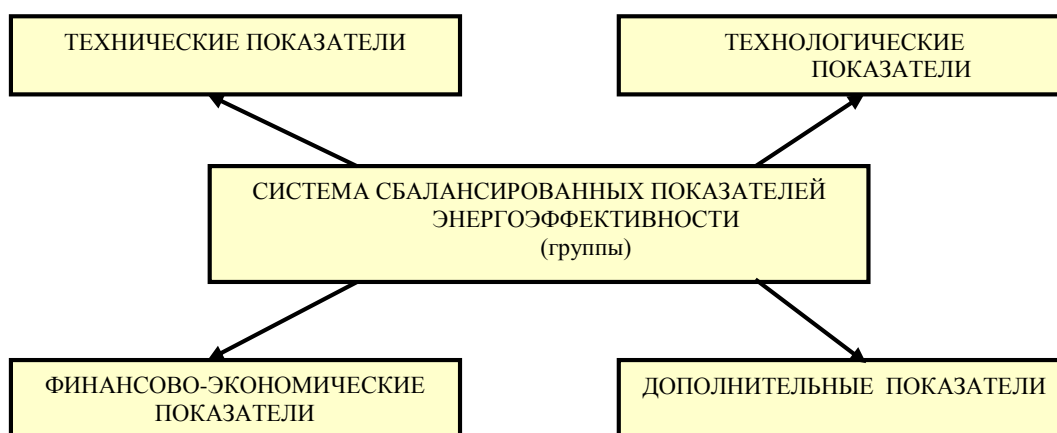 ТЕХНИЧЕСКИЕ ПОКАЗАТЕЛИ
ТЕХНОЛОГИЧЕСКИЕ
ПОКАЗАТЕЛИ
СИСТЕМА СБАЛАНСИРОВАННЫХ ПОКАЗАТЕЛЕЙ
ЭНЕРГОЭФФЕКТИВНОСТИ
(группы)
ФИНАНСОВО-ЭКОНОМИЧЕСКИЕ
ПОКАЗАТЕЛИ
ДОПОЛНИТЕЛЬНЫЕ ПОКАЗАТЕЛИ